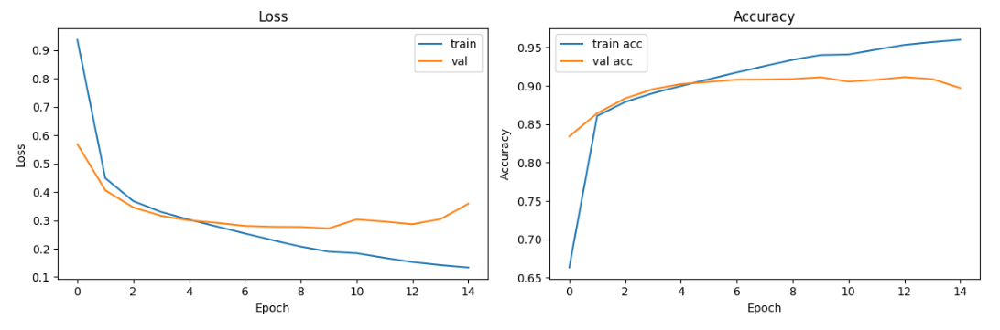 Loss
train
val
0.9
0.8
0.7
0.6
0.5
0.4
0.3
0.2
0.1
Loss
0 2 4 6 8 10 12 14
Epoch
Accuracy
train acc
val acc
0.95
0.90
0.85
0.80
0.75
0.70
0.65
Accuracy
0 2 4 6 8 10 12 14
Epoch